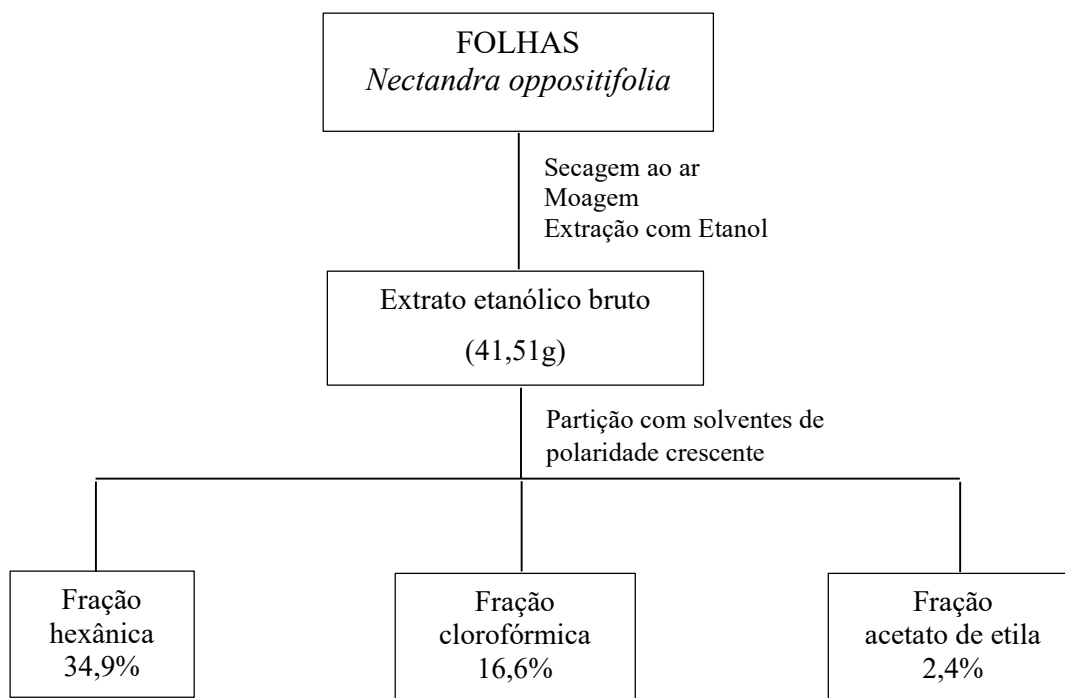 FOLHAS
Nectandra oppositifolia
Secagem ao ar
Moagem
Extração com Etanol
Extrato etanólico bruto
(41,51g)
Partição com solventes de
polaridade crescente
Fração
hexânica
34,9%
Fração
clorofórmica
16,6%
Fração
acetato de etila
2,4%